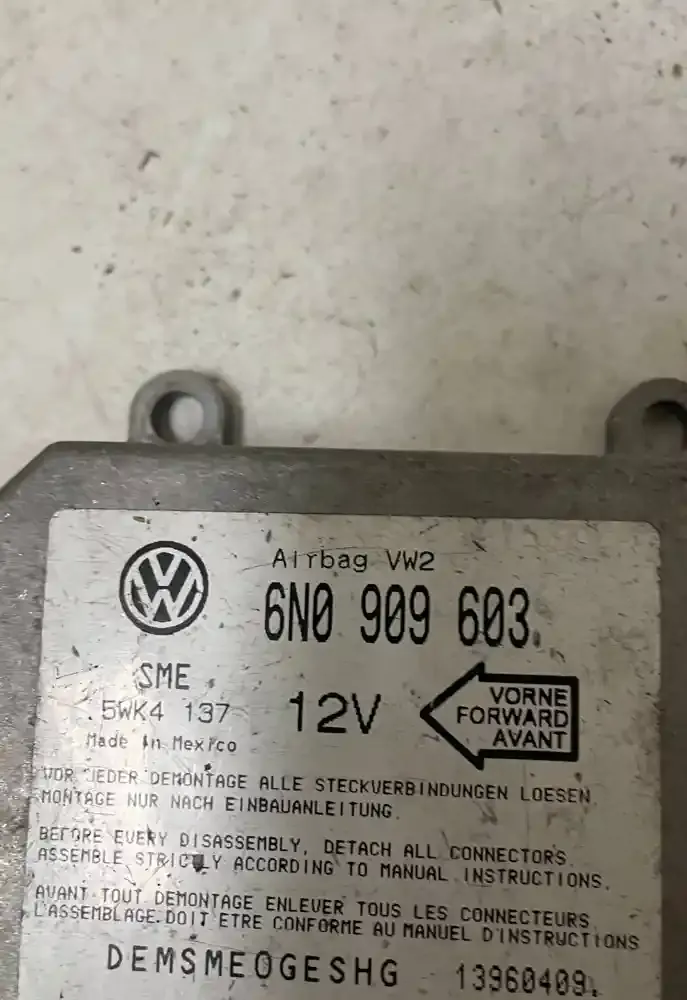 Airbag VW2
6N0 909 603.
SME
5WK4 137
12V
VORNE
FORWARD
AVANT
Made in Mexico
VOR JEDER DEMONTAGE ALLE STECKVERBINDUNGEN LOESEN
MONTAGE NUR NACH EINBAUANLEITUNG.
BEFORE EVERY DISASSEMBLY, DETACH ALL CONNECTORS.
ASSEMBLE STRICTLY ACCORDING TO MANUAL INSTRUCTIONS.
AVANT TOUT DEMONTAGE ENLEVER TOUS LES CONNECTEURS
L'ASSEMBLAGE DOIT ETRE CONFORME AU MANUEL D'INSTRUCTIONS
DEMSMEOGESHG 13960409.